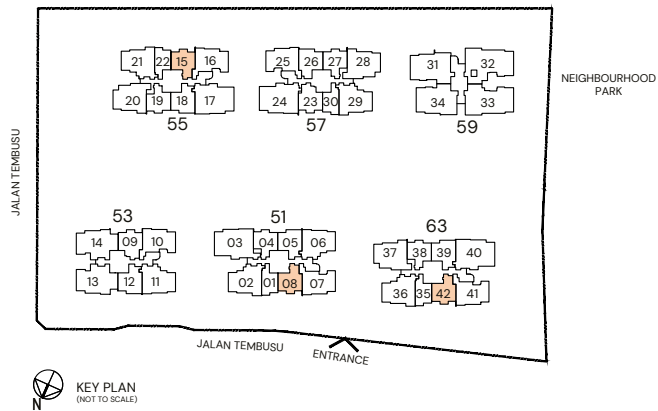 21 22 15 16
20 19 18 17
55
25 26 27 28
24 23 30 29
57
31 32
34 33
59
NEIGHBOURHOOD
PARK
JALAN TEMBUSU
53
14 09 10
13 12 11
51
03 04 05 06
02 01 08 07
63
37 38 39 40
36 35 42 41
JALAN TEMBUSU
ENTRANCE
N
KEY PLAN
(NOT TO SCALE)